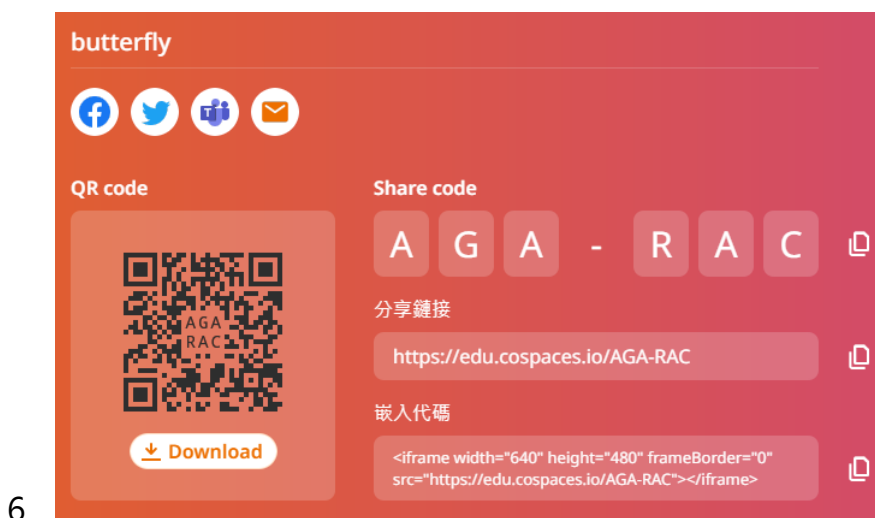 butterfly
QR code
Share code
AGA
RAC
A G A - R A C
分享鏈接
https://edu.cospaces.io/AGA-RAC
嵌入代碼
Download
<iframe width="640" height="480" frameBorder="0"
src="https://edu.cospaces.io/AGA-RAC"></iframe>
6